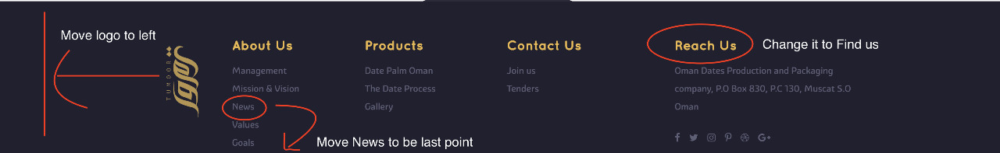 Move logo to left
TUMOOR
About Us
Management
Mission & Vision
News
Values
Goals
Move News to be last point
Products
Date Palm Oman
The Date Process
Gallery
Contact Us
Join us
Tenders
Reach Us
Change it to Find us
Oman Dates Production and Packaging
company, P.O Box 830, P.C 130, Muscat S.O
Oman